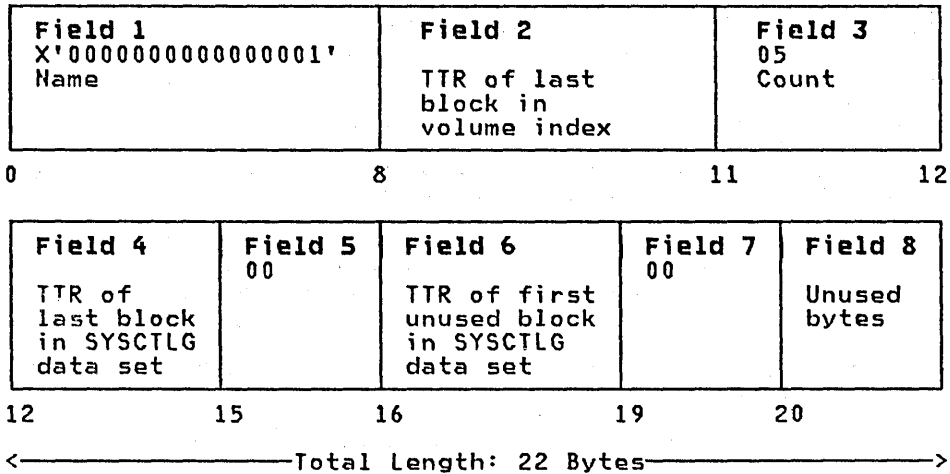 Field 1 Field 2 Field 3
X'0000000000000001' 05
Name TTR of last Count
block in
volume index
0 8 11 12
Field 4 Field 5 Field 6 Field 7 Field 8
00 00
TTR of TTR of first Unused
last block unused block bytes
in SYSCTLG in SYSCTLG
data set data set
12 15 16 19 20
<——Total Length: 22 Bytes——>